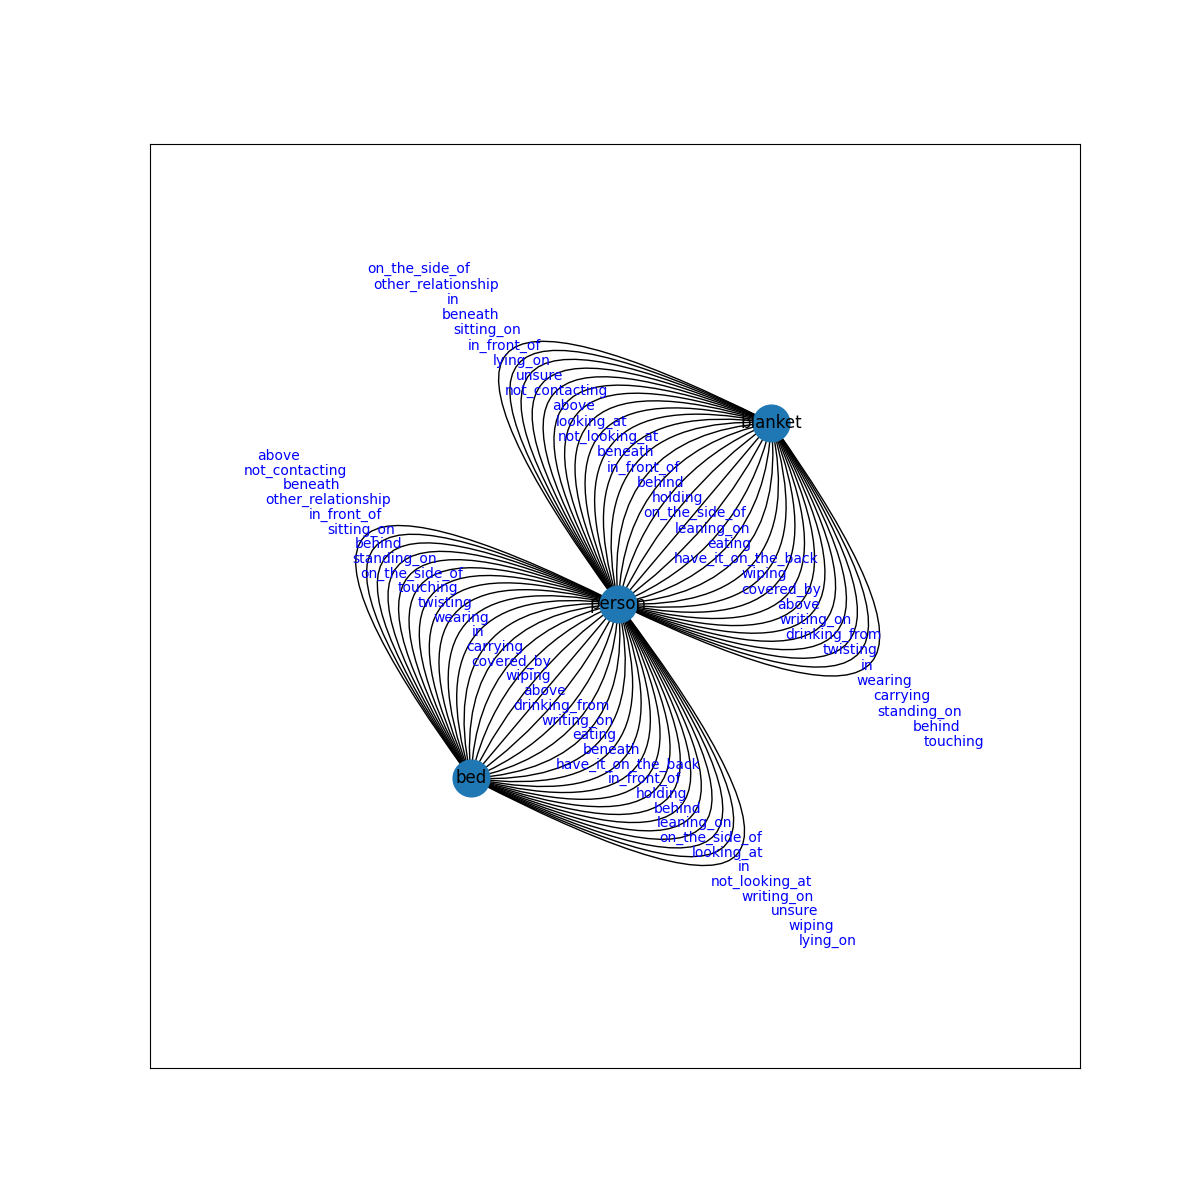 on_the_side_of
other_relationship
in
beneath
sitting_on
in_front_of
lying_on
unsure
not_contacting
above
looking_at
not_looking_at
beneath
in_front_of
behind
holding
on_the_side_of
leaning_on
eating
have_it_on_the_back
wiping
covered_by
above
writing_on
drinking_from
twisting
in
wearing
carrying
standing_on
behind
touching
blanket
person
bed
above
not_contacting
beneath
other_relationship
in_front_of
sitting_on
behind
standing_on
on_the_side_of
touching
twisting
wearing
in
carrying
covered_by
wiping
above
drinking_from
writing_on
eating
beneath
have_it_on_the_back
in_front_of
holding
behind
leaning_on
on_the_side_of
looking_at
in
not_looking_at
writing_on
unsure
wiping
lying_on